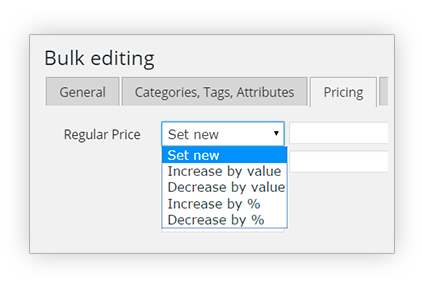 Bulk editing
General Categories, Tags, Attributes Pricing
Regular Price Set new
Set new
Increase by value
Decrease by value
Increase by %
Decrease by %